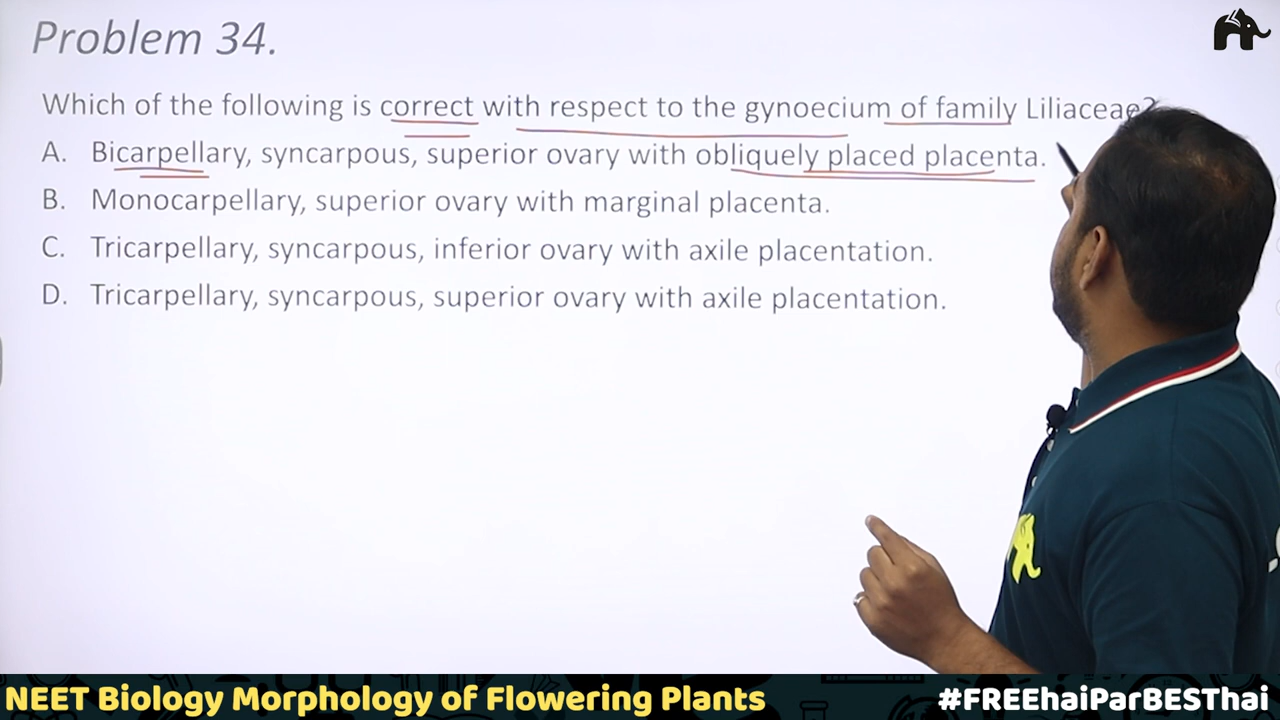 Problem 34.
Which of the following is correct with respect to the gynoecium of family Liliaceae?
A. Bicarpellary, syncarpous, superior ovary with obliquely placed placenta.
B. Monocarpellary, superior ovary with marginal placenta.
C. Tricarpellary, syncarpous, inferior ovary with axile placentation.
D. Tricarpellary, syncarpous, superior ovary with axile placentation.
NEET Biology Morphology of Flowering Plants
#FREEhaiParBESThai